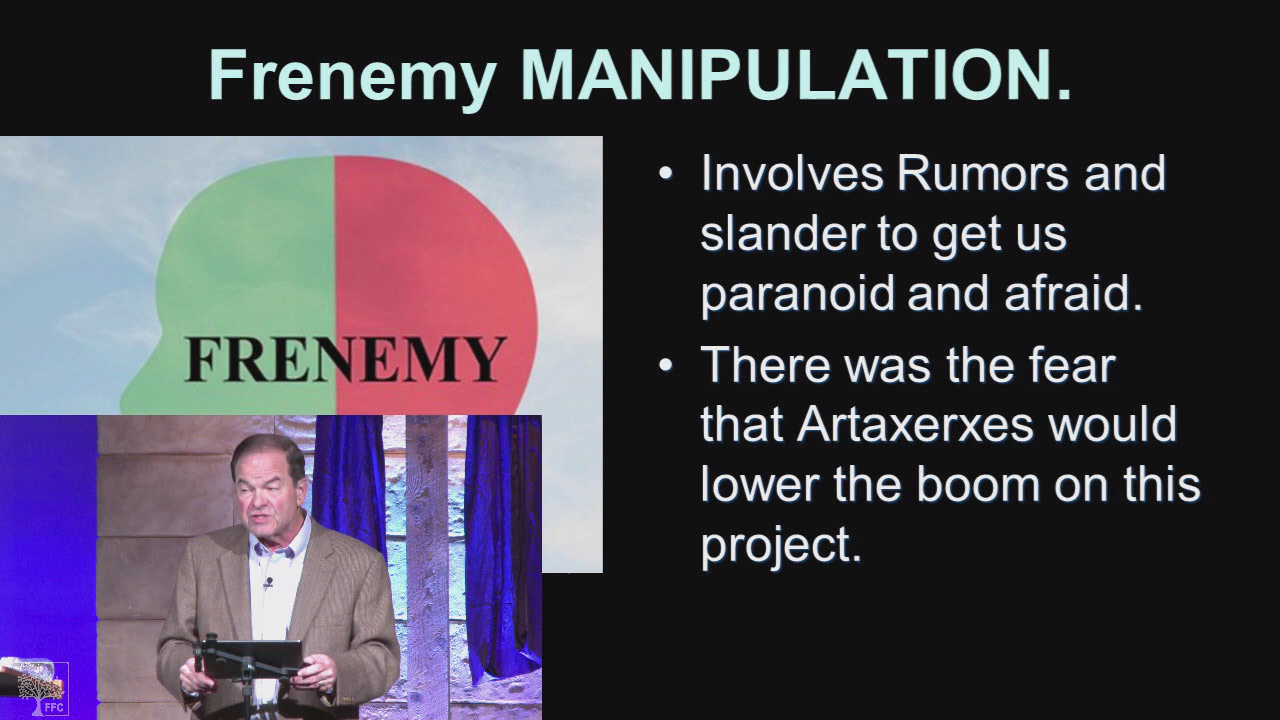 Frenemy MANIPULATION.
FRENEMY
• Involves Rumors and
slander to get us
paranoid and afraid.
• There was the fear
that Artaxerxes would
lower the boom on this
project.
FFC